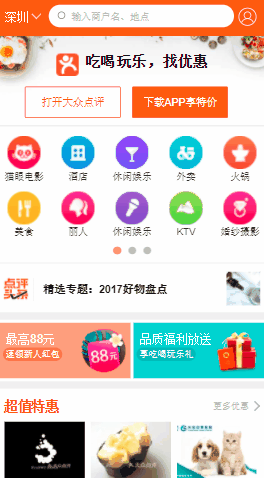 深圳
输入商户名、地点
吃喝玩乐，找优惠
打开大众点评
下载APP享特价
猫眼电影 酒店 休闲娱乐 外卖 火锅
美食 丽人 休闲娱乐 KTV 婚纱摄影
点评
头条
精选专题：2017好物盘点
最高88元
逐领新人红包
88元
品质福利放送
享吃喝玩乐礼
超值特惠
更多优惠